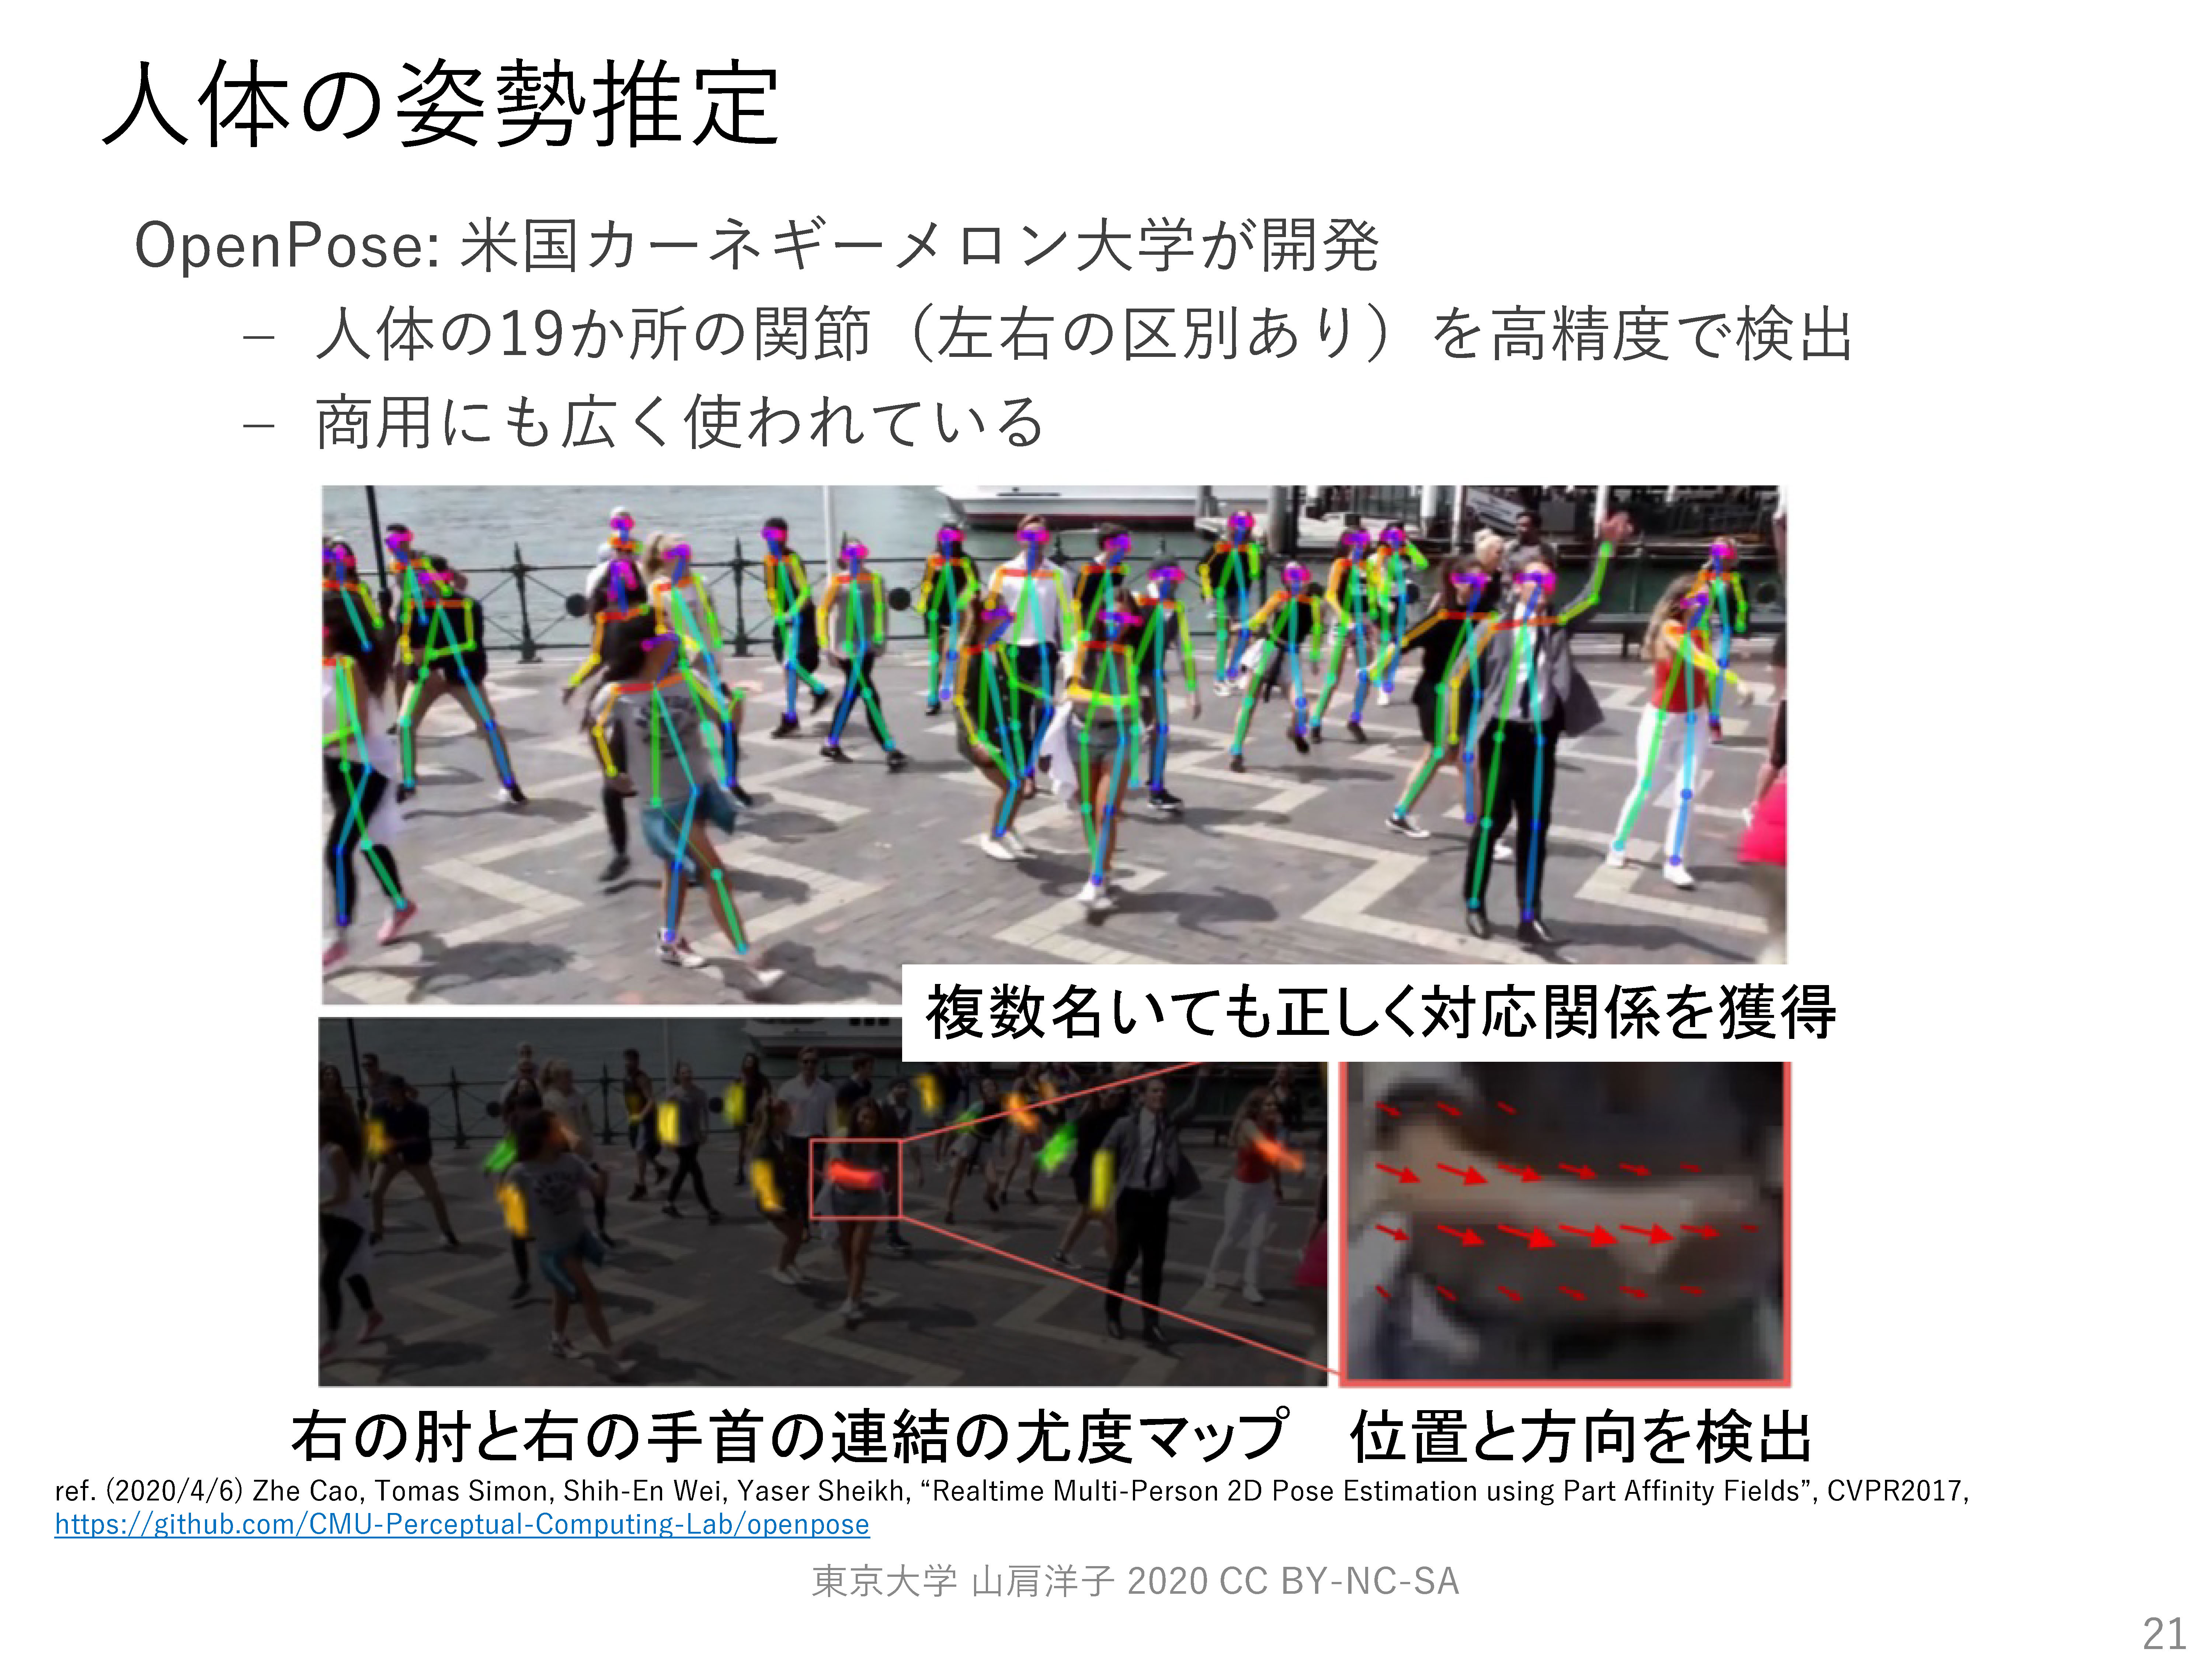 人体の姿勢推定
OpenPose: 米国カーネギーメロン大学が開発
– 人体の19か所の関節（左右の区別あり）を高精度で検出
– 商用にも広く使われている
複数名いても正しく対応関係を獲得
右の肘と右の手首の連結の尤度マップ
位置と方向を検出
ref. (2020/4/6) Zhe Cao, Tomas Simon, Shih-En Wei, Yaser Sheikh, “Realtime Multi-Person 2D Pose Estimation using Part Affinity Fields”, CVPR2017,
https://github.com/CMU-Perceptual-Computing-Lab/openpose
東京大学 山肩洋子 2020 CC BY-NC-SA
21